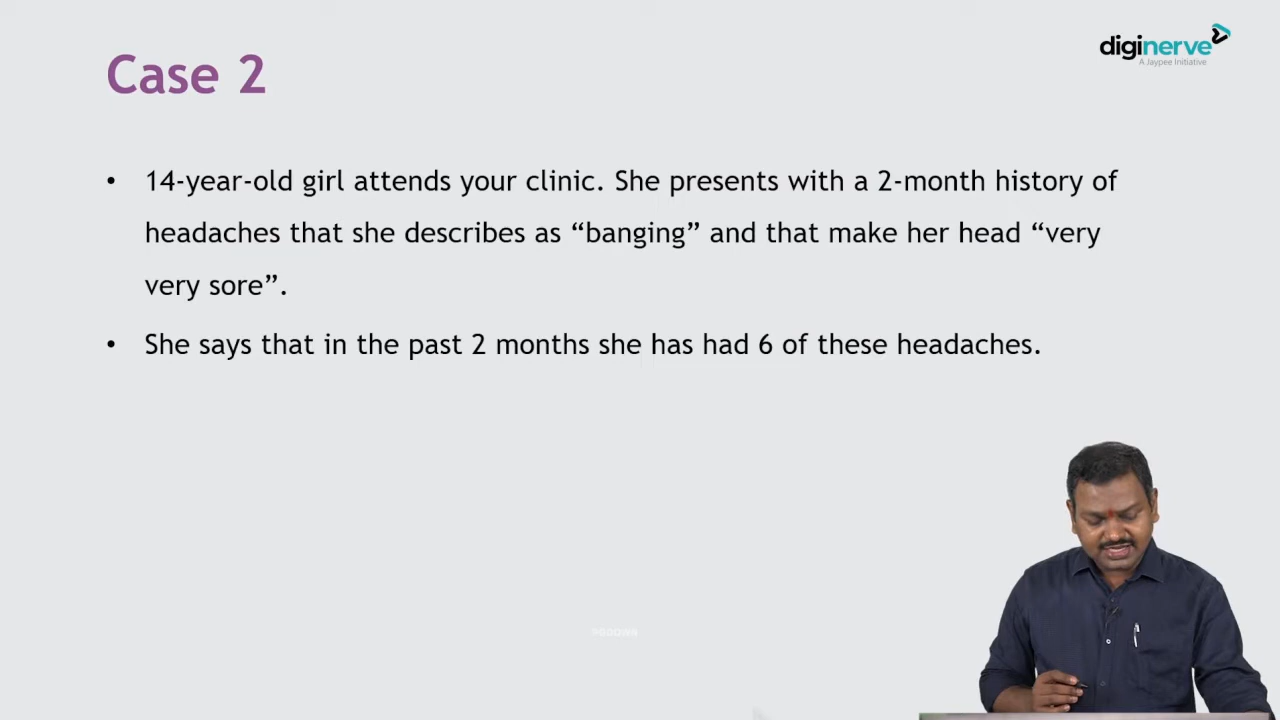 Case 2
diginerve
A Jaypee Initiative
• 14-year-old girl attends your clinic. She presents with a 2-month history of
headaches that she describes as “banging” and that make her head “very
very sore”.
• She says that in the past 2 months she has had 6 of these headaches.